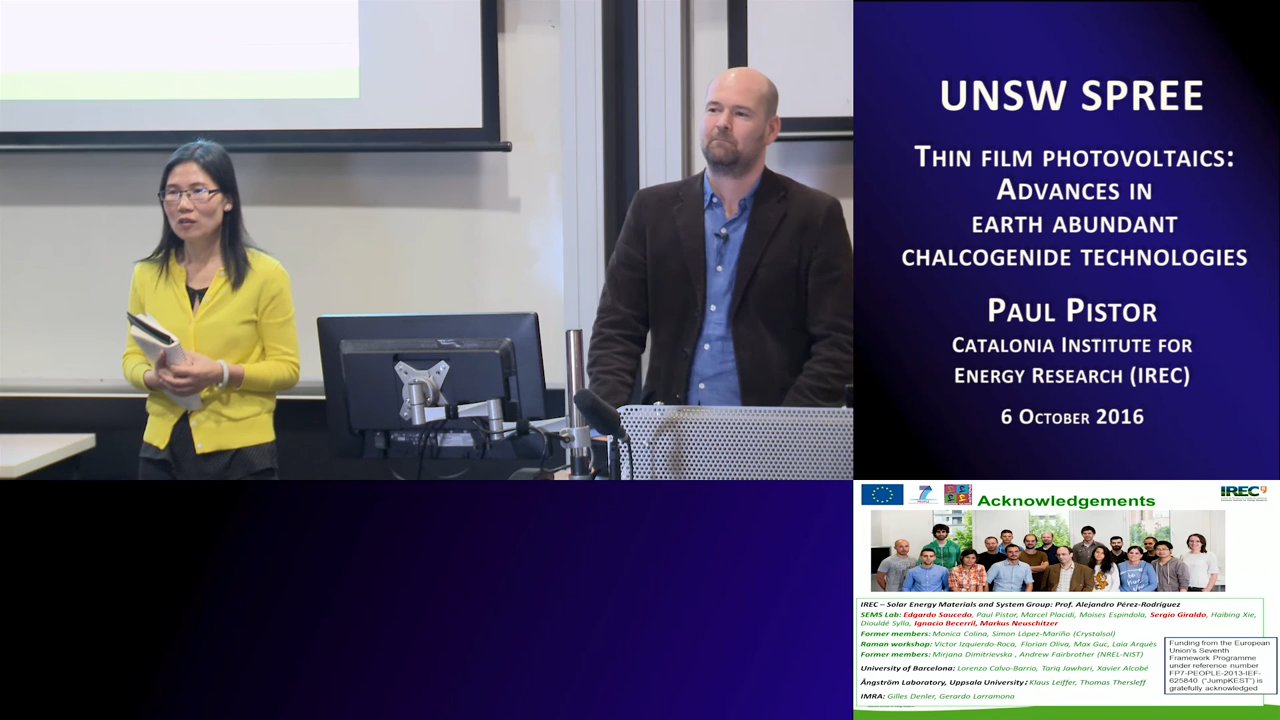 UNSW SPREE
THIN FILM PHOTOVOLTAICS:
ADVANCES IN
EARTH ABUNDANT
CHALCOGENIDE TECHNOLOGIES
PAUL PISTOR
CATALONIA INSTITUTE FOR
ENERGY RESEARCH (IREC)
6 OCTOBER 2016
Acknowledgements
IREC
IREC – Solar Energy Materials and System Group: Prof. Alejandro Pérez-Rodríguez
SEMS Lab: Edgardo Saucedo, Paul Pistor, Marcel Placidi, Moises Espindola, Sergio Giraldo, Haibing Xie,
Diouldé Sylla, Ignacio Becerril, Markus Neuschitzer
Former members: Monica Colina, Simon López-Mariño (Crystalsol)
Raman workshop: Victor Izquierdo-Roca, Florian Oliva, Max Guc, Laia Arqués
Former members: Mirjana Dimitrievska , Andrew Fairbrother (NREL-NIST)
University of Barcelona: Lorenzo Calvo-Barrio, Tariq Jawhari, Xavier Alcobé
Ångström Laboratory, Uppsala University: Klaus Leiffer, Thomas Thersleff
IMRA: Gilles Denler, Gerardo Larramona
Funding from the European
Union's Seventh
Framework Programme
under reference number
FP7-PEOPLE-2013-IEF-
625840 ("JumpKEST") is
gratefully acknowledged